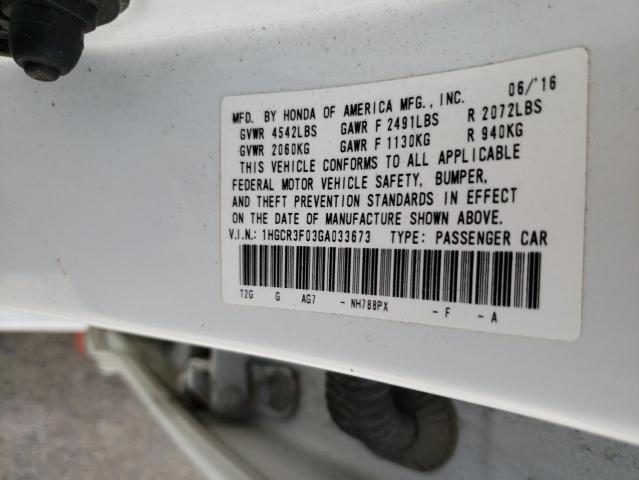 MFD. BY HONDA OF AMERICA MFG., INC. 06/'16
GVWR 4542LBS GAWR F 2491LBS R 2072LBS
GVWR 2060KG GAWR F 1130KG R 940KG
THIS VEHICLE CONFORMS TO ALL APPLICABLE
FEDERAL MOTOR VEHICLE SAFETY, BUMPER,
AND THEFT PREVENTION STANDARDS IN EFFECT
ON THE DATE OF MANUFACTURE SHOWN ABOVE.
V.I.N.: 1HGCR3F03GA033673 TYPE: PASSENGER CAR
T2G G AG7 - NH788PX - F - A